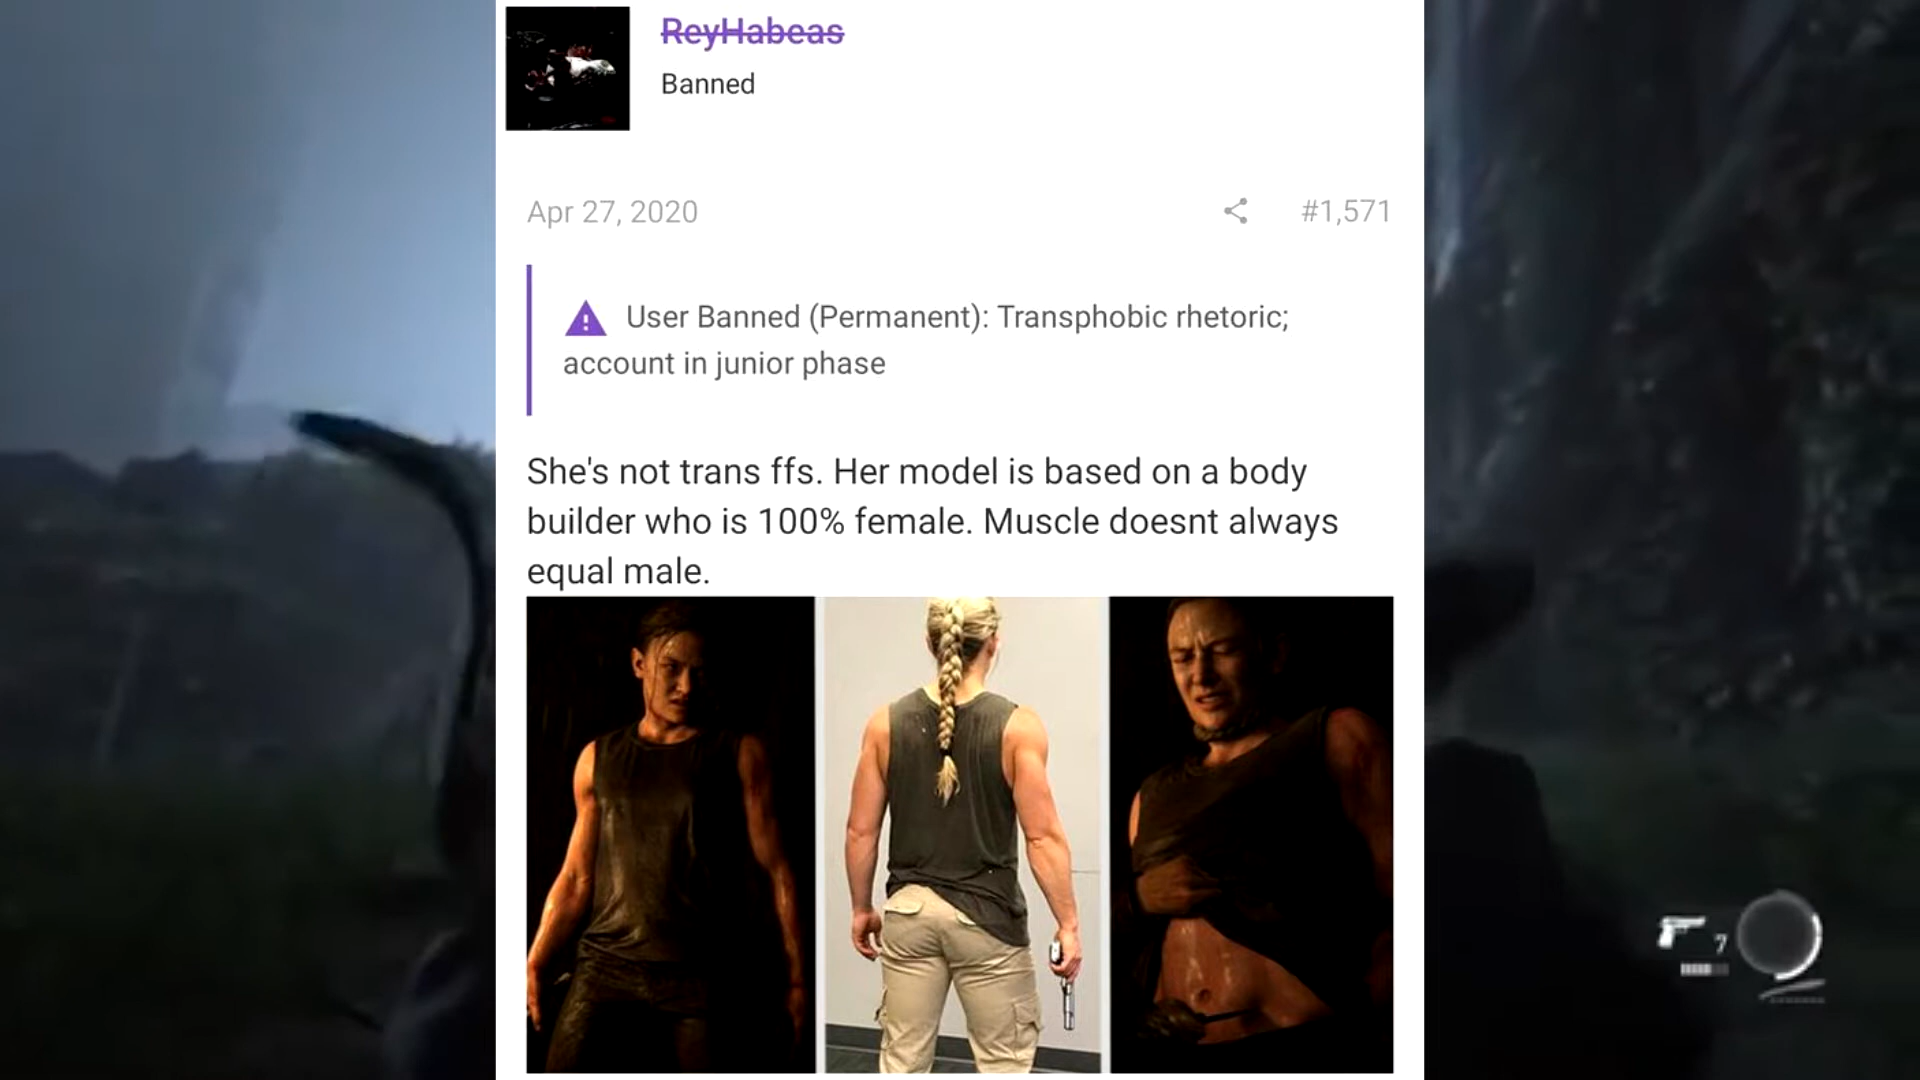 ReyHabeas
Banned
Apr 27, 2020
#1,571
User Banned (Permanent): Transphobic rhetoric;
account in junior phase
She's not trans ffs. Her model is based on a body
builder who is 100% female. Muscle doesnt always
equal male.
7